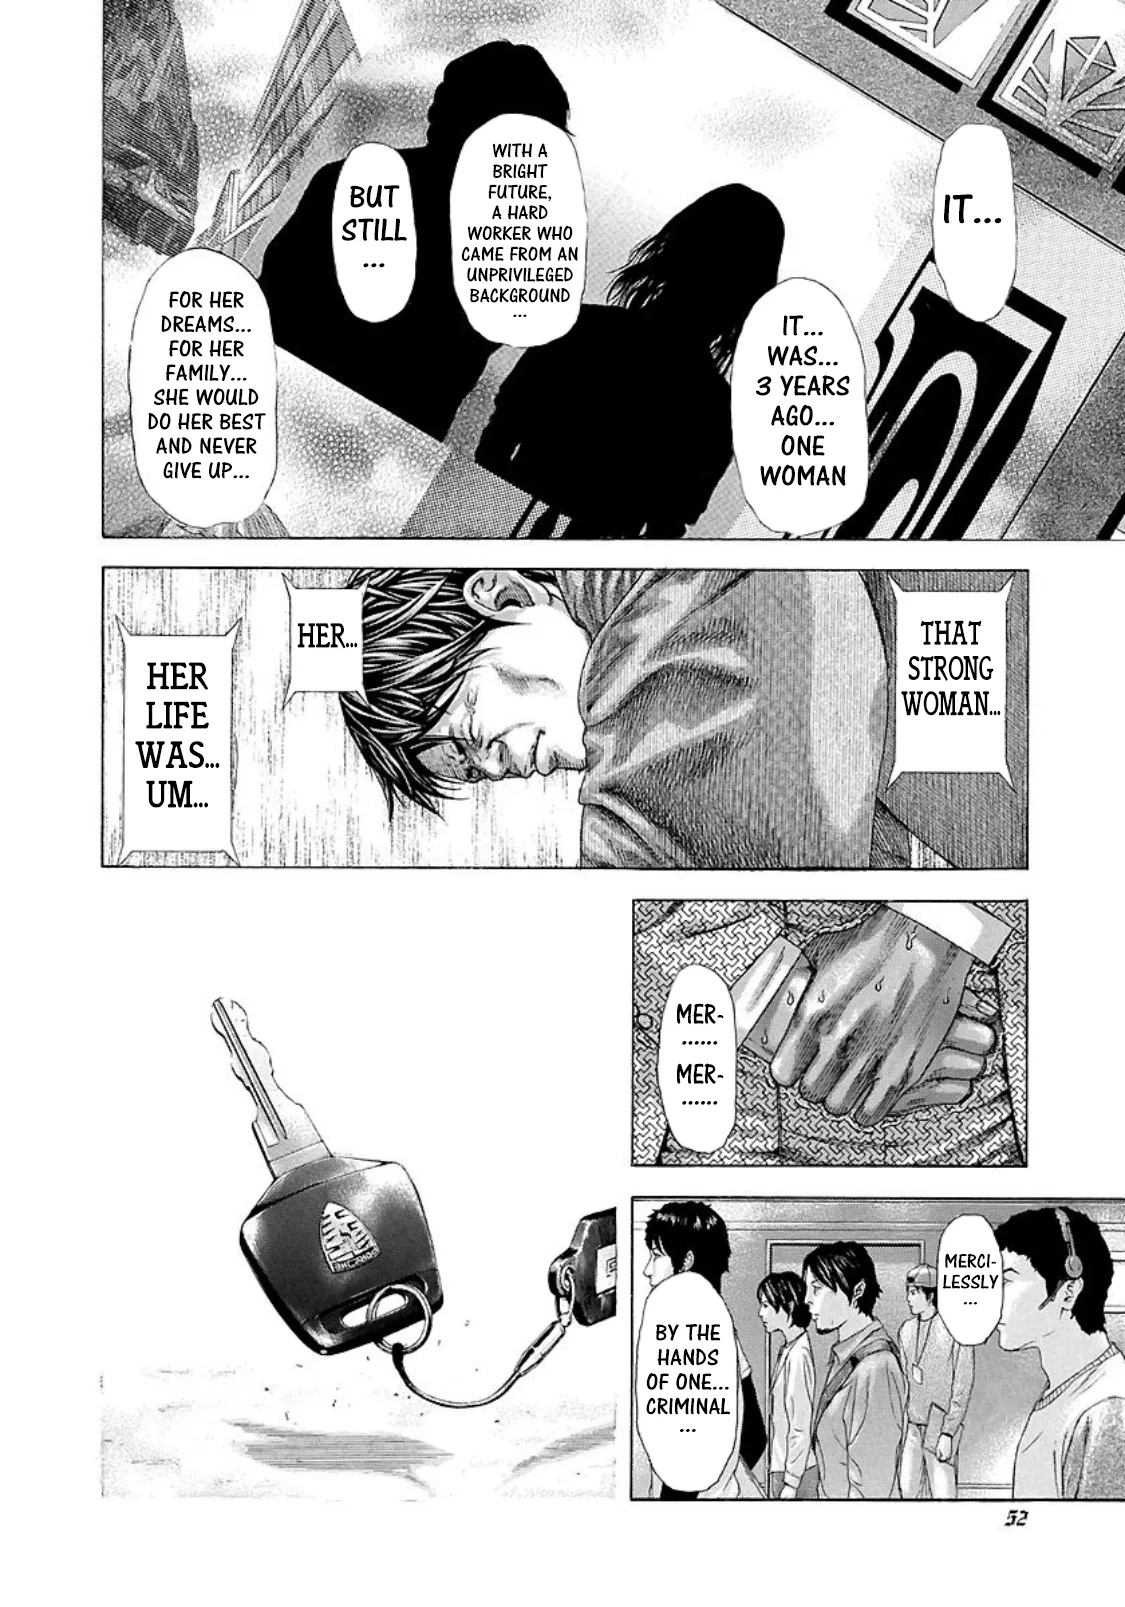 IT...
IT...
WAS...
3 YEARS
AGO...
ONE
WOMAN
WITH A
BRIGHT
FUTURE,
A HARD
WORKER WHO
CAME FROM AN
UNPRIVILEGED
BACKGROUND
...
BUT
STILL
...
FOR HER
DREAMS...
FOR HER
FAMILY...
SHE WOULD
DO HER BEST
AND NEVER
GIVE UP...
THAT
STRONG
WOMAN...
HER...
HER
LIFE
WAS...
UM...
MER-
......
MER-
......
MERCI-
LESSLY
...
BY THE
HANDS
OF ONE...
CRIMINAL
...
52